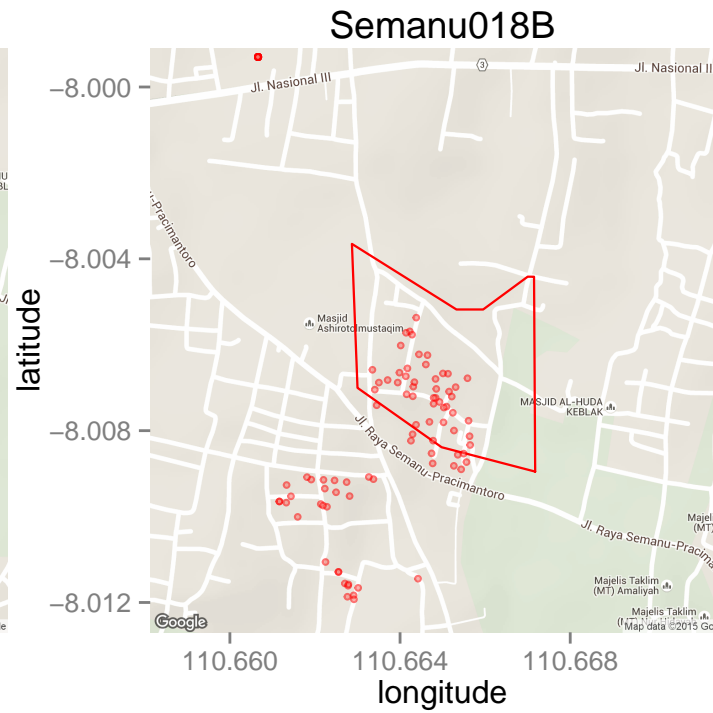 Semanu018B
−8.000
Jl. Nasional III
3
Jl. Nasional II
-Pracimantoro
−8.004
latitude
Masjid
Ashirotolmustaqim
MASJID AL-HUDA
KEBLAK
−8.008
Jl. Raya Semanu-Pracimantoro
Jl. Raya Semanu-Pracima
Majel
(MT)
Majelis Taklim
(MT) Amaliyah
−8.012
Majelis Taklim
Google
Map data ©2015 Go
110.660
110.664
110.668
longitude